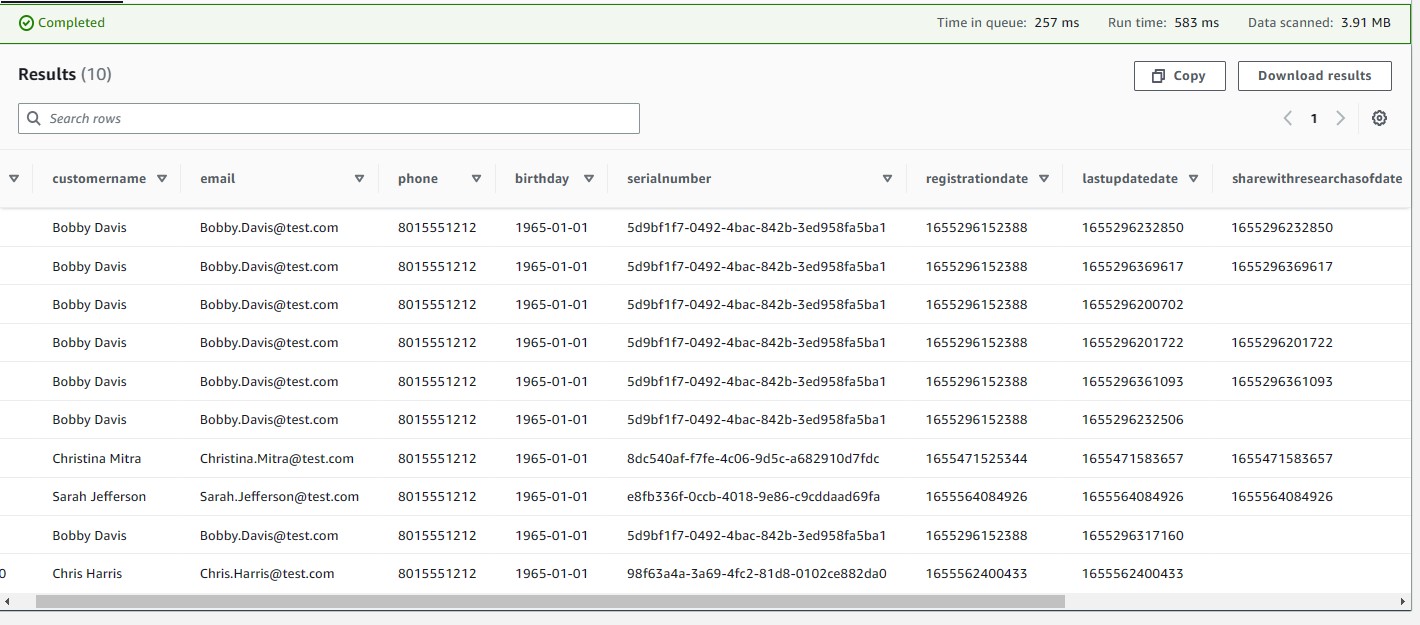 Completed Time in queue: 257 ms Run time: 583 ms Data scanned: 3.91 MB
Results (10) Copy Download results
Search rows 1
customername email phone birthday serialnumber registrationdate lastupdatedate sharewithresearchasofdate
Bobby Davis Bobby.Davis@test.com 8015551212 1965-01-01 5d9bf1f7-0492-4bac-842b-3ed958fa5ba1 1655296152388 1655296232850 1655296232850
Bobby Davis Bobby.Davis@test.com 8015551212 1965-01-01 5d9bf1f7-0492-4bac-842b-3ed958fa5ba1 1655296152388 1655296369617 1655296369617
Bobby Davis Bobby.Davis@test.com 8015551212 1965-01-01 5d9bf1f7-0492-4bac-842b-3ed958fa5ba1 1655296152388 1655296200702
Bobby Davis Bobby.Davis@test.com 8015551212 1965-01-01 5d9bf1f7-0492-4bac-842b-3ed958fa5ba1 1655296152388 1655296201722 1655296201722
Bobby Davis Bobby.Davis@test.com 8015551212 1965-01-01 5d9bf1f7-0492-4bac-842b-3ed958fa5ba1 1655296152388 1655296361093 1655296361093
Bobby Davis Bobby.Davis@test.com 8015551212 1965-01-01 5d9bf1f7-0492-4bac-842b-3ed958fa5ba1 1655296152388 1655296232506
Christina Mitra Christina.Mitra@test.com 8015551212 1965-01-01 8dc540af-f7fe-4c06-9d5c-a682910d7fdc 1655471525344 1655471583657 1655471583657
Sarah Jefferson Sarah.Jefferson@test.com 8015551212 1965-01-01 e8fb336f-0ccb-4018-9e86-c9cddaad69fa 1655564084926 1655564084926 1655564084926
Bobby Davis Bobby.Davis@test.com 8015551212 1965-01-01 5d9bf1f7-0492-4bac-842b-3ed958fa5ba1 1655296152388 1655296317160
0 Chris Harris Chris.Harris@test.com 8015551212 1965-01-01 98f63a4a-3a69-4fc2-81d8-0102ce882da0 1655562400433 1655562400433